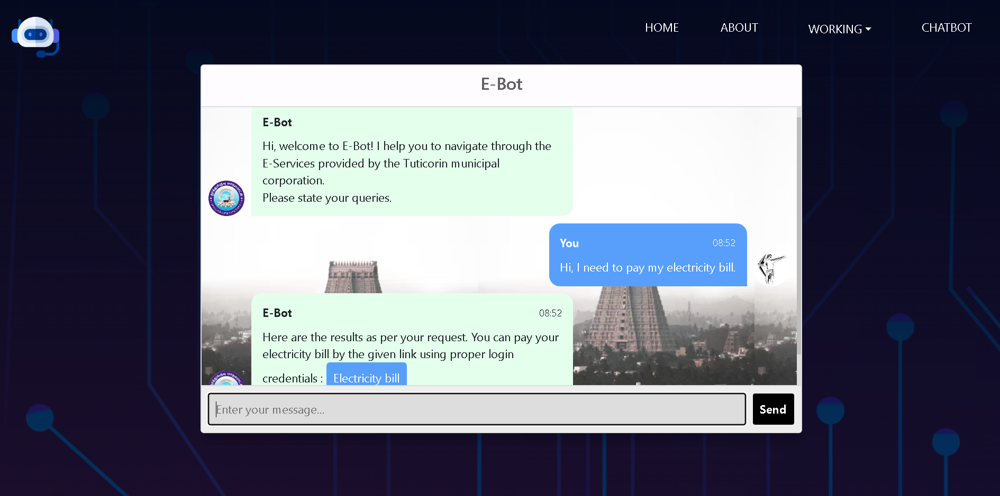 HOME
ABOUT
WORKING
CHATBOT
E-Bot
E-Bot
Hi, welcome to E-Bot! I help you to navigate through the
E-Services provided by the Tuticorin municipal
corporation.
Please state your queries.
You 08:52
Hi, I need to pay my electricity bill.
E-Bot 08:52
Here are the results as per your request. You can pay your
electricity bill by the given link using proper login
credentials : Electricity bill
Enter your message...
Send